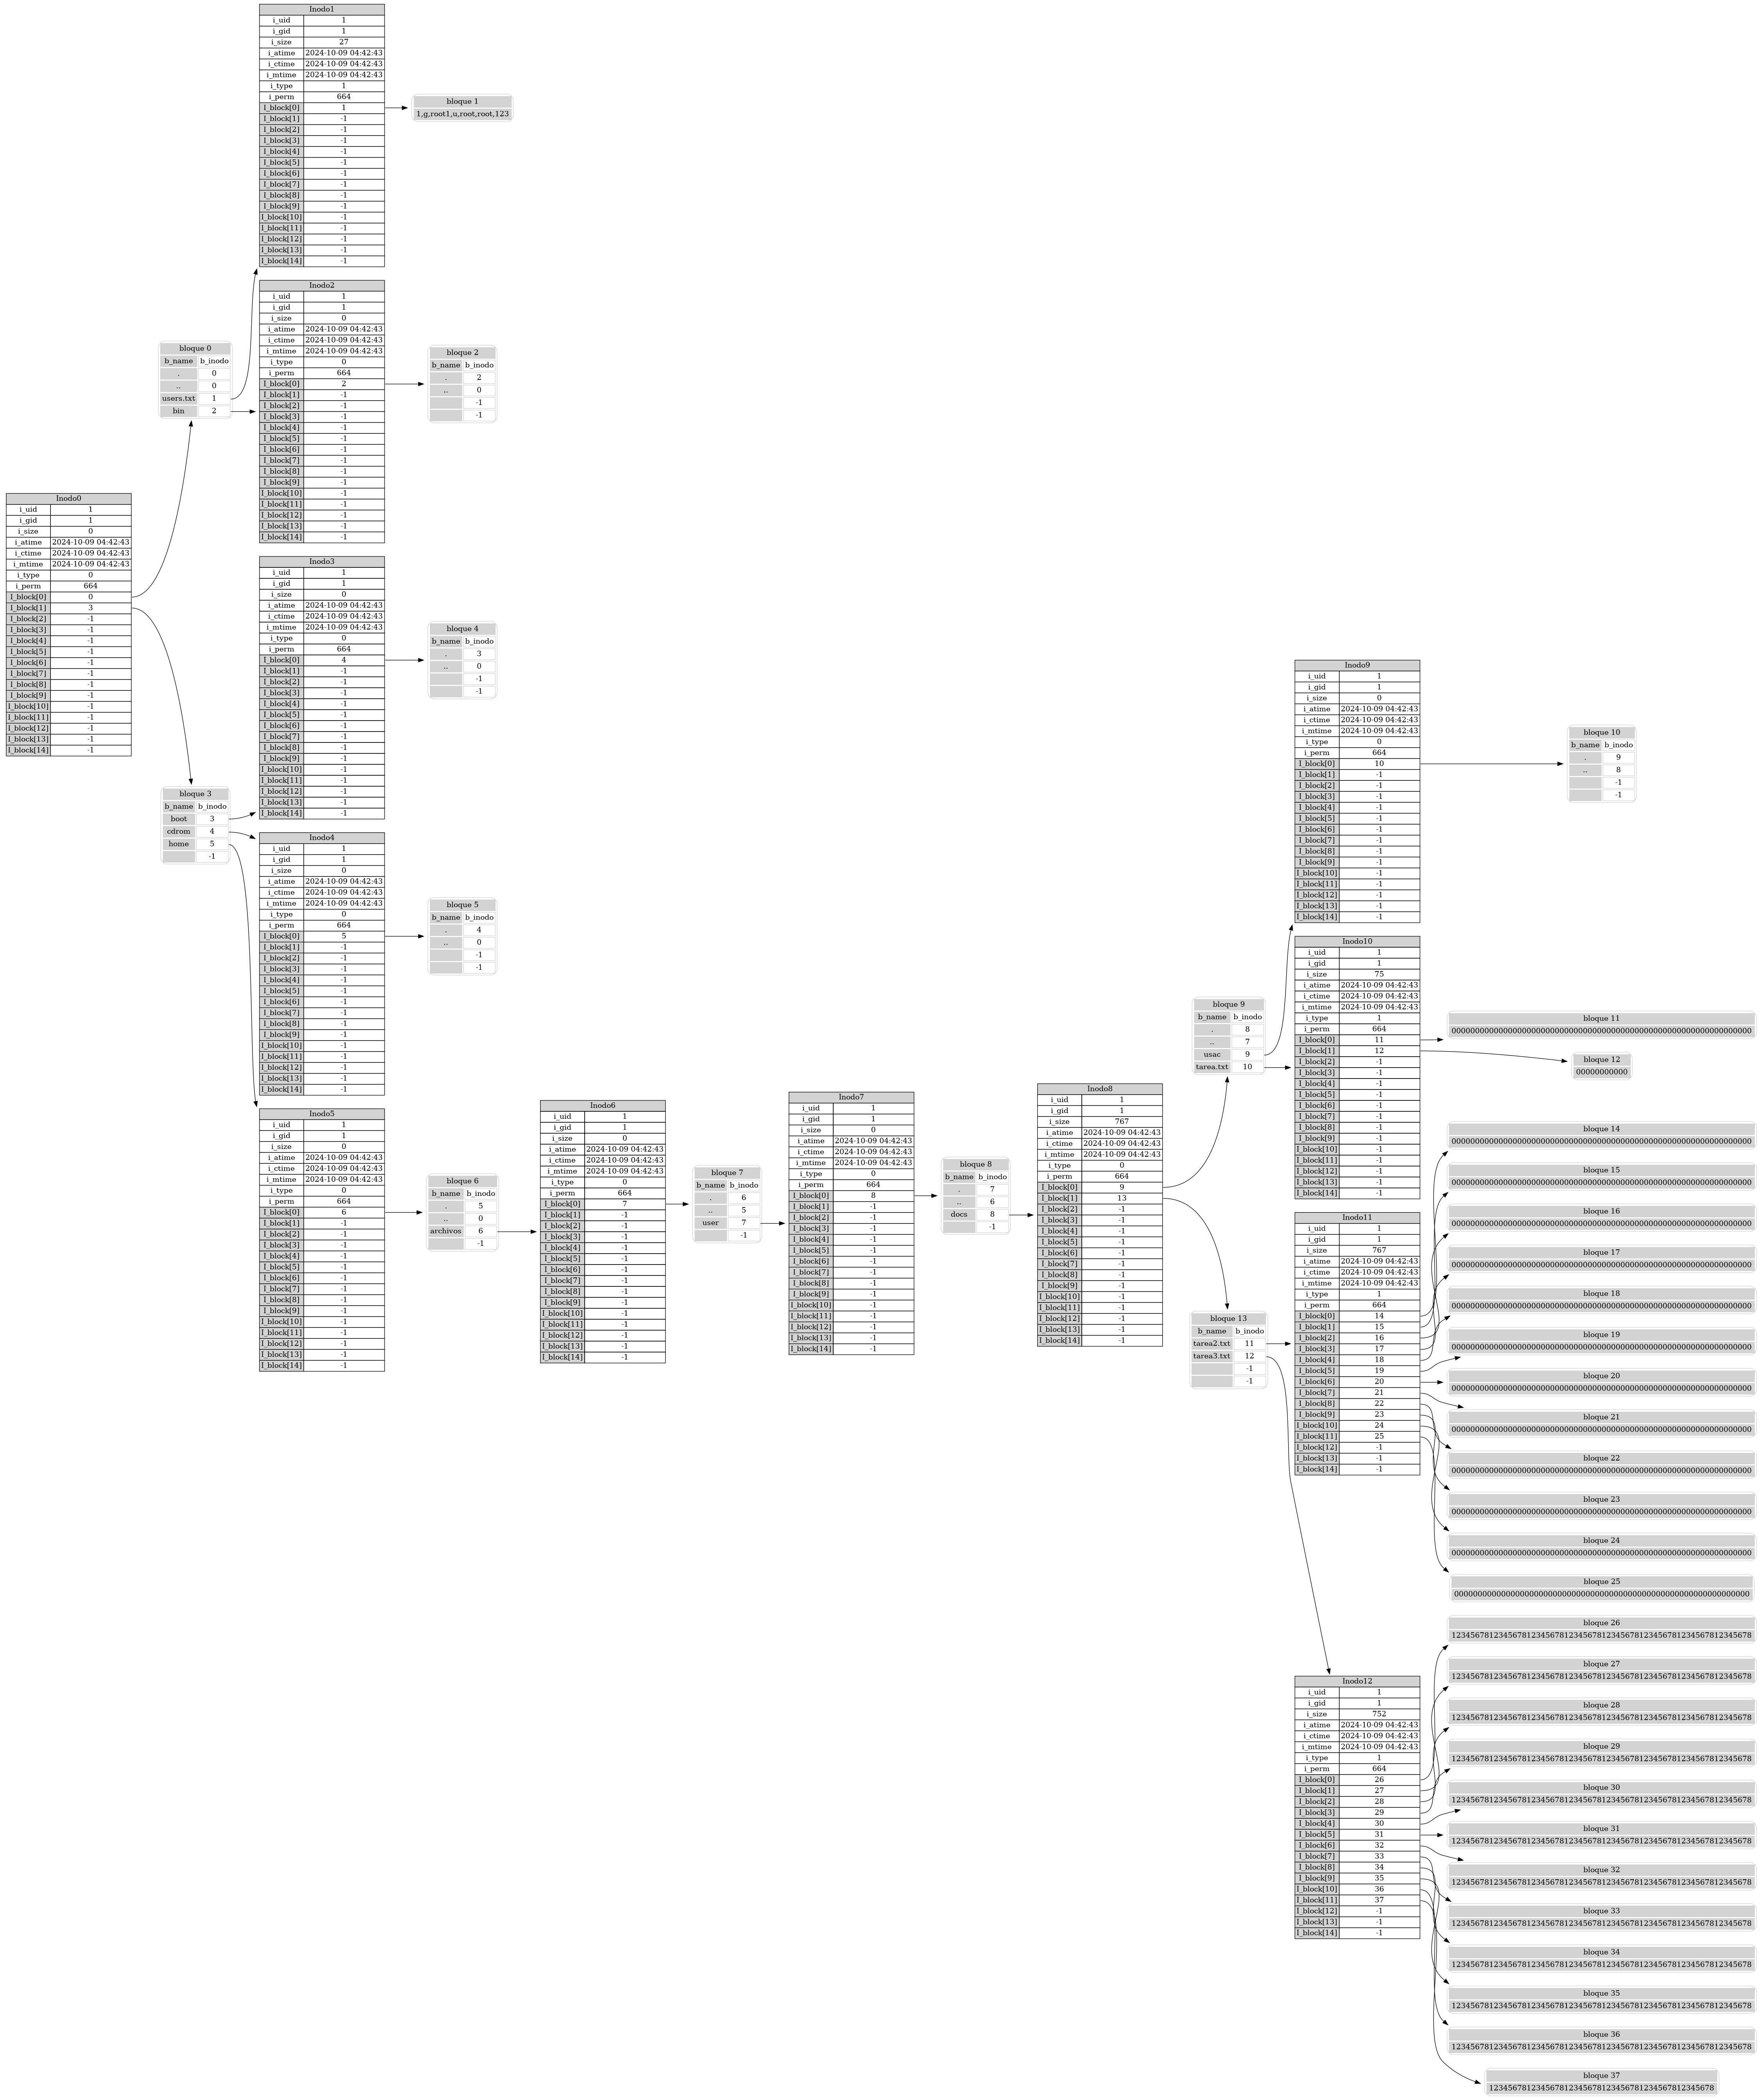 Inodo0
i_uid 1
i_gid 1
i_size 0
i_atime 2024-10-09 04:42:43
i_ctime 2024-10-09 04:42:43
i_mtime 2024-10-09 04:42:43
i_type 0
i_perm 664
I_block[0] 0
I_block[1] 3
I_block[2] -1
I_block[3] -1
I_block[4] -1
I_block[5] -1
I_block[6] -1
I_block[7] -1
I_block[8] -1
I_block[9] -1
I_block[10] -1
I_block[11] -1
I_block[12] -1
I_block[13] -1
I_block[14] -1
bloque 0
b_name b_inodo
. 0
.. 0
users.txt 1
bin 2
bloque 3
b_name b_inodo
boot 3
cdrom 4
home 5
-1
Inodo1
i_uid 1
i_gid 1
i_size 27
i_atime 2024-10-09 04:42:43
i_ctime 2024-10-09 04:42:43
i_mtime 2024-10-09 04:42:43
i_type 1
i_perm 664
I_block[0] 1
I_block[1] -1
I_block[2] -1
I_block[3] -1
I_block[4] -1
I_block[5] -1
I_block[6] -1
I_block[7] -1
I_block[8] -1
I_block[9] -1
I_block[10] -1
I_block[11] -1
I_block[12] -1
I_block[13] -1
I_block[14] -1
bloque 1
1,g,root1,u,root,root,123
Inodo2
i_uid 1
i_gid 1
i_size 0
i_atime 2024-10-09 04:42:43
i_ctime 2024-10-09 04:42:43
i_mtime 2024-10-09 04:42:43
i_type 0
i_perm 664
I_block[0] 2
I_block[1] -1
I_block[2] -1
I_block[3] -1
I_block[4] -1
I_block[5] -1
I_block[6] -1
I_block[7] -1
I_block[8] -1
I_block[9] -1
I_block[10] -1
I_block[11] -1
I_block[12] -1
I_block[13] -1
I_block[14] -1
bloque 2
b_name b_inodo
. 2
.. 0
-1
-1
Inodo3
i_uid 1
i_gid 1
i_size 0
i_atime 2024-10-09 04:42:43
i_ctime 2024-10-09 04:42:43
i_mtime 2024-10-09 04:42:43
i_type 0
i_perm 664
I_block[0] 4
I_block[1] -1
I_block[2] -1
I_block[3] -1
I_block[4] -1
I_block[5] -1
I_block[6] -1
I_block[7] -1
I_block[8] -1
I_block[9] -1
I_block[10] -1
I_block[11] -1
I_block[12] -1
I_block[13] -1
I_block[14] -1
bloque 4
b_name b_inodo
. 3
.. 0
-1
-1
Inodo4
i_uid 1
i_gid 1
i_size 0
i_atime 2024-10-09 04:42:43
i_ctime 2024-10-09 04:42:43
i_mtime 2024-10-09 04:42:43
i_type 0
i_perm 664
I_block[0] 5
I_block[1] -1
I_block[2] -1
I_block[3] -1
I_block[4] -1
I_block[5] -1
I_block[6] -1
I_block[7] -1
I_block[8] -1
I_block[9] -1
I_block[10] -1
I_block[11] -1
I_block[12] -1
I_block[13] -1
I_block[14] -1
bloque 5
b_name b_inodo
. 4
.. 0
-1
-1
Inodo5
i_uid 1
i_gid 1
i_size 0
i_atime 2024-10-09 04:42:43
i_ctime 2024-10-09 04:42:43
i_mtime 2024-10-09 04:42:43
i_type 0
i_perm 664
I_block[0] 6
I_block[1] -1
I_block[2] -1
I_block[3] -1
I_block[4] -1
I_block[5] -1
I_block[6] -1
I_block[7] -1
I_block[8] -1
I_block[9] -1
I_block[10] -1
I_block[11] -1
I_block[12] -1
I_block[13] -1
I_block[14] -1
bloque 6
b_name b_inodo
. 5
.. 0
archivos 6
-1
Inodo6
i_uid 1
i_gid 1
i_size 0
i_atime 2024-10-09 04:42:43
i_ctime 2024-10-09 04:42:43
i_mtime 2024-10-09 04:42:43
i_type 0
i_perm 664
I_block[0] 7
I_block[1] -1
I_block[2] -1
I_block[3] -1
I_block[4] -1
I_block[5] -1
I_block[6] -1
I_block[7] -1
I_block[8] -1
I_block[9] -1
I_block[10] -1
I_block[11] -1
I_block[12] -1
I_block[13] -1
I_block[14] -1
bloque 7
b_name b_inodo
. 6
.. 5
user 7
-1
Inodo7
i_uid 1
i_gid 1
i_size 0
i_atime 2024-10-09 04:42:43
i_ctime 2024-10-09 04:42:43
i_mtime 2024-10-09 04:42:43
i_type 0
i_perm 664
I_block[0] 8
I_block[1] -1
I_block[2] -1
I_block[3] -1
I_block[4] -1
I_block[5] -1
I_block[6] -1
I_block[7] -1
I_block[8] -1
I_block[9] -1
I_block[10] -1
I_block[11] -1
I_block[12] -1
I_block[13] -1
I_block[14] -1
bloque 8
b_name b_inodo
. 7
.. 6
docs 8
-1
Inodo8
i_uid 1
i_gid 1
i_size 767
i_atime 2024-10-09 04:42:43
i_ctime 2024-10-09 04:42:43
i_mtime 2024-10-09 04:42:43
i_type 0
i_perm 664
I_block[0] 9
I_block[1] 13
I_block[2] -1
I_block[3] -1
I_block[4] -1
I_block[5] -1
I_block[6] -1
I_block[7] -1
I_block[8] -1
I_block[9] -1
I_block[10] -1
I_block[11] -1
I_block[12] -1
I_block[13] -1
I_block[14] -1
bloque 9
b_name b_inodo
. 8
.. 7
usac 9
tarea.txt 10
bloque 13
b_name b_inodo
tarea2.txt 11
tarea3.txt 12
-1
-1
Inodo9
i_uid 1
i_gid 1
i_size 0
i_atime 2024-10-09 04:42:43
i_ctime 2024-10-09 04:42:43
i_mtime 2024-10-09 04:42:43
i_type 0
i_perm 664
I_block[0] 10
I_block[1] -1
I_block[2] -1
I_block[3] -1
I_block[4] -1
I_block[5] -1
I_block[6] -1
I_block[7] -1
I_block[8] -1
I_block[9] -1
I_block[10] -1
I_block[11] -1
I_block[12] -1
I_block[13] -1
I_block[14] -1
bloque 10
b_name b_inodo
. 9
.. 8
-1
-1
Inodo10
i_uid 1
i_gid 1
i_size 75
i_atime 2024-10-09 04:42:43
i_ctime 2024-10-09 04:42:43
i_mtime 2024-10-09 04:42:43
i_type 1
i_perm 664
I_block[0] 11
I_block[1] 12
I_block[2] -1
I_block[3] -1
I_block[4] -1
I_block[5] -1
I_block[6] -1
I_block[7] -1
I_block[8] -1
I_block[9] -1
I_block[10] -1
I_block[11] -1
I_block[12] -1
I_block[13] -1
I_block[14] -1
bloque 11
0000000000000000000000000000000000000000000000000000000000000000
bloque 12
00000000000
Inodo11
i_uid 1
i_gid 1
i_size 767
i_atime 2024-10-09 04:42:43
i_ctime 2024-10-09 04:42:43
i_mtime 2024-10-09 04:42:43
i_type 1
i_perm 664
I_block[0] 14
I_block[1] 15
I_block[2] 16
I_block[3] 17
I_block[4] 18
I_block[5] 19
I_block[6] 20
I_block[7] 21
I_block[8] 22
I_block[9] 23
I_block[10] 24
I_block[11] 25
I_block[12] -1
I_block[13] -1
I_block[14] -1
bloque 14
0000000000000000000000000000000000000000000000000000000000000000
bloque 15
0000000000000000000000000000000000000000000000000000000000000000
bloque 16
0000000000000000000000000000000000000000000000000000000000000000
bloque 17
0000000000000000000000000000000000000000000000000000000000000000
bloque 18
0000000000000000000000000000000000000000000000000000000000000000
bloque 19
0000000000000000000000000000000000000000000000000000000000000000
bloque 20
0000000000000000000000000000000000000000000000000000000000000000
bloque 21
0000000000000000000000000000000000000000000000000000000000000000
bloque 22
0000000000000000000000000000000000000000000000000000000000000000
bloque 23
0000000000000000000000000000000000000000000000000000000000000000
bloque 24
0000000000000000000000000000000000000000000000000000000000000000
bloque 25
000000000000000000000000000000000000000000000000000000000000000
Inodo12
i_uid 1
i_gid 1
i_size 752
i_atime 2024-10-09 04:42:43
i_ctime 2024-10-09 04:42:43
i_mtime 2024-10-09 04:42:43
i_type 1
i_perm 664
I_block[0] 26
I_block[1] 27
I_block[2] 28
I_block[3] 29
I_block[4] 30
I_block[5] 31
I_block[6] 32
I_block[7] 33
I_block[8] 34
I_block[9] 35
I_block[10] 36
I_block[11] 37
I_block[12] -1
I_block[13] -1
I_block[14] -1
bloque 26
1234567812345678123456781234567812345678123456781234567812345678
bloque 27
1234567812345678123456781234567812345678123456781234567812345678
bloque 28
1234567812345678123456781234567812345678123456781234567812345678
bloque 29
1234567812345678123456781234567812345678123456781234567812345678
bloque 30
1234567812345678123456781234567812345678123456781234567812345678
bloque 31
1234567812345678123456781234567812345678123456781234567812345678
bloque 32
1234567812345678123456781234567812345678123456781234567812345678
bloque 33
1234567812345678123456781234567812345678123456781234567812345678
bloque 34
1234567812345678123456781234567812345678123456781234567812345678
bloque 35
1234567812345678123456781234567812345678123456781234567812345678
bloque 36
1234567812345678123456781234567812345678123456781234567812345678
bloque 37
123456781234567812345678123456781234567812345678